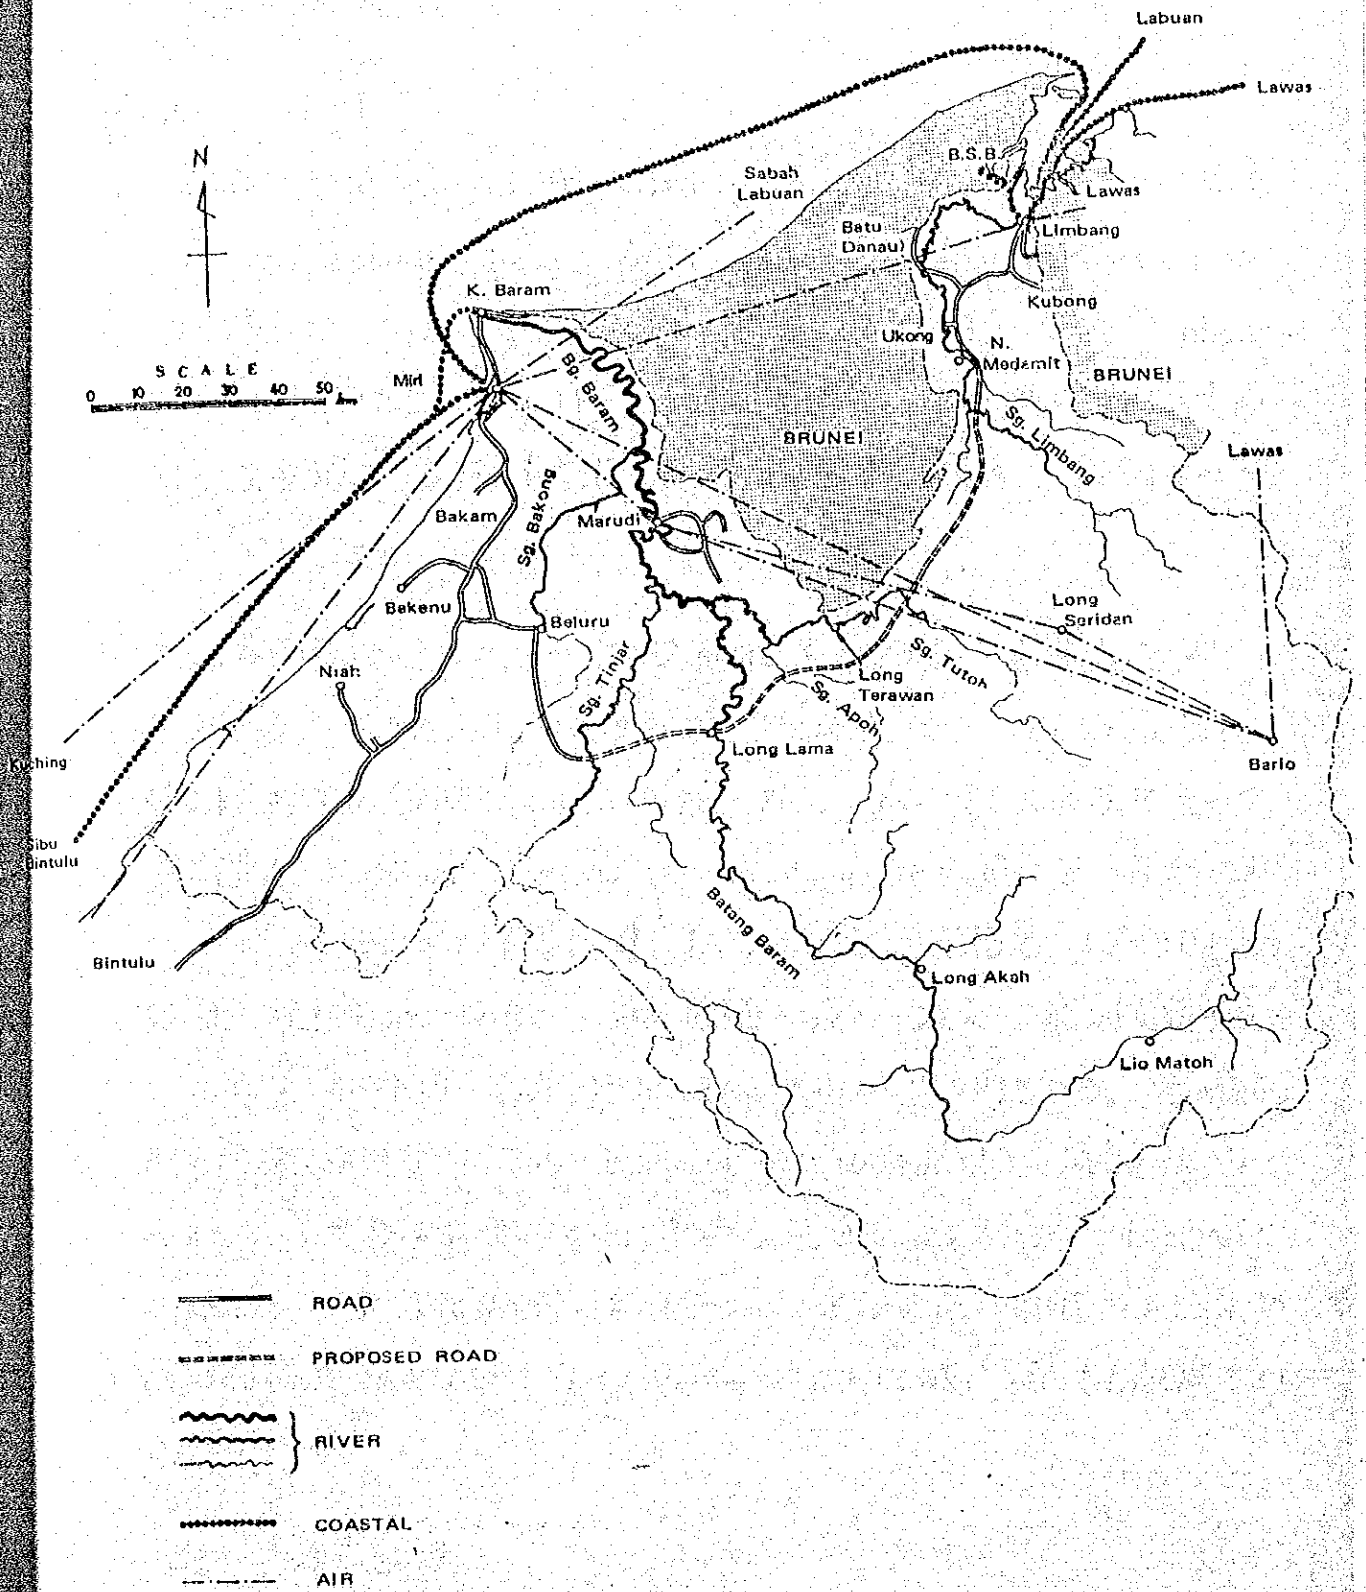 Labuan
Lawas
N
B.S.B.
Sabah
Labuan
Lawas
Batu
Danau
Limbang
K. Baram
Kubong
Ukong
N.
Medamit
SCALE
0 10 20 30 40 50 Km
Miri
Bg. Baram
BRUNEI
BRUNEI
Sg. Limbang
Lawas
Sg. Bakong
Bakam
Marudi
Bekenu
Beluru
Long
Seridan
Sg. Tinjar
Sg. Tutoh
Niah
Long
Terawan
Sg. Apoh
Long Lama
Kuching
Bario
Sibu
Bintulu
Batang Baram
Bintulu
Long Akah
Lio Matoh
ROAD
PROPOSED ROAD
RIVER
COASTAL
AIR